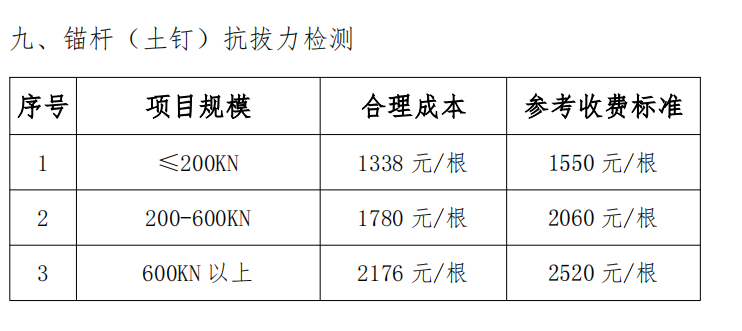 九、锚杆（土钉）抗拔力检测
序号 项目规模 合理成本 参考收费标准
1 ≤200KN 1338 元/根 1550 元/根
2 200-600KN 1780 元/根 2060 元/根
3 600KN 以上 2176 元/根 2520 元/根